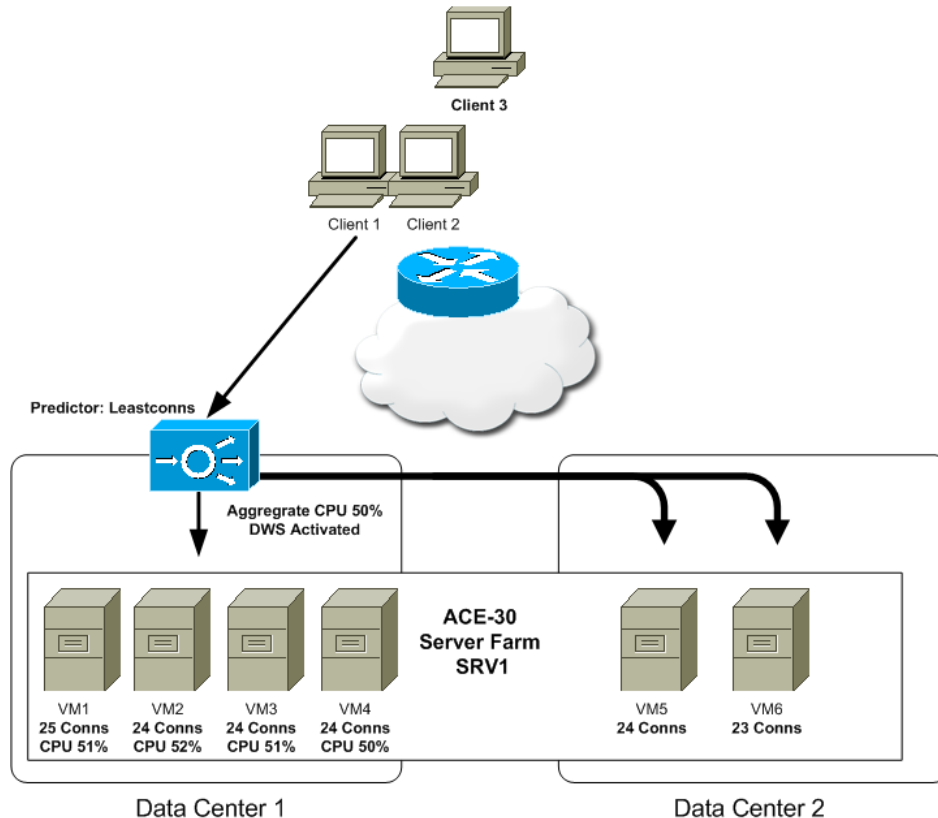 Client 3
Client 1
Client 2
Predictor: Leastconns
Aggregrate CPU 50%
DWS Activated
ACE-30
Server Farm
SRV1
VM1
25 Conns
CPU 51%
VM2
24 Conns
CPU 52%
VM3
24 Conns
CPU 51%
VM4
24 Conns
CPU 50%
VM5
24 Conns
VM6
23 Conns
Data Center 1
Data Center 2